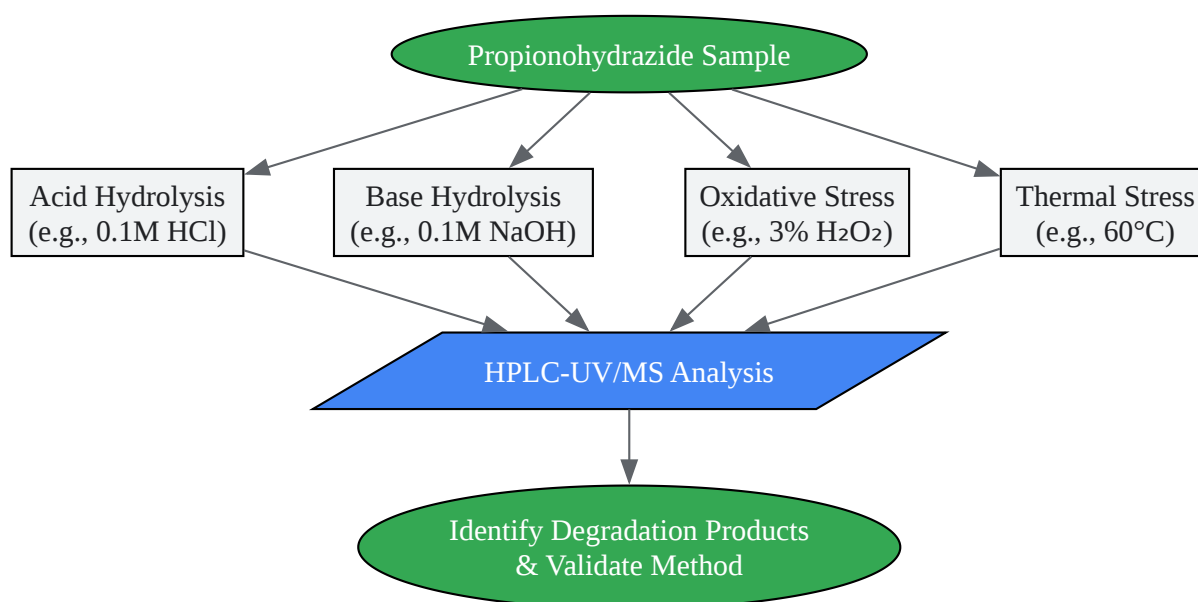 Propionohydrazide Sample
Acid Hydrolysis
(e.g., 0.1M HCl)
Base Hydrolysis
(e.g., 0.1M NaOH)
Oxidative Stress
(e.g., 3% H₂O₂)
Thermal Stress
(e.g., 60°C)
HPLC-UV/MS Analysis
Identify Degradation Products
& Validate Method